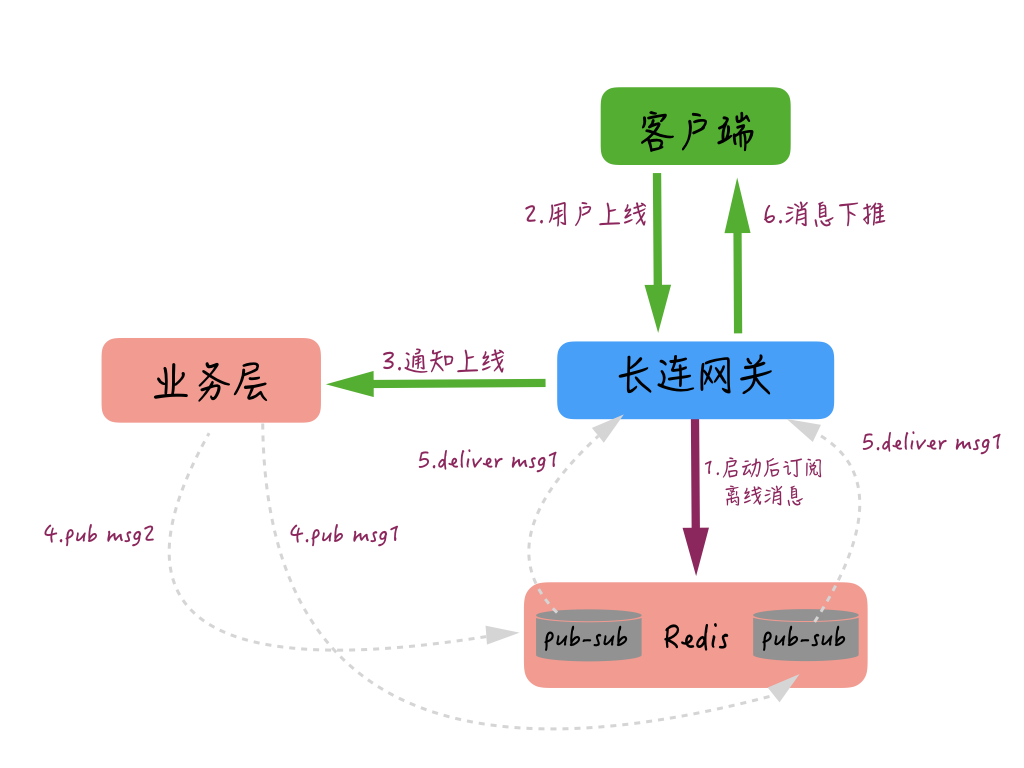 客户端
2.用户上线
6.消息下推
业务层
3.通知上线
长连网关
5.deliver msg1
1.启动后订阅
离线消息
5.deliver msg1
4.pub msg2
4.pub msg1
pub-sub
Redis
pub-sub